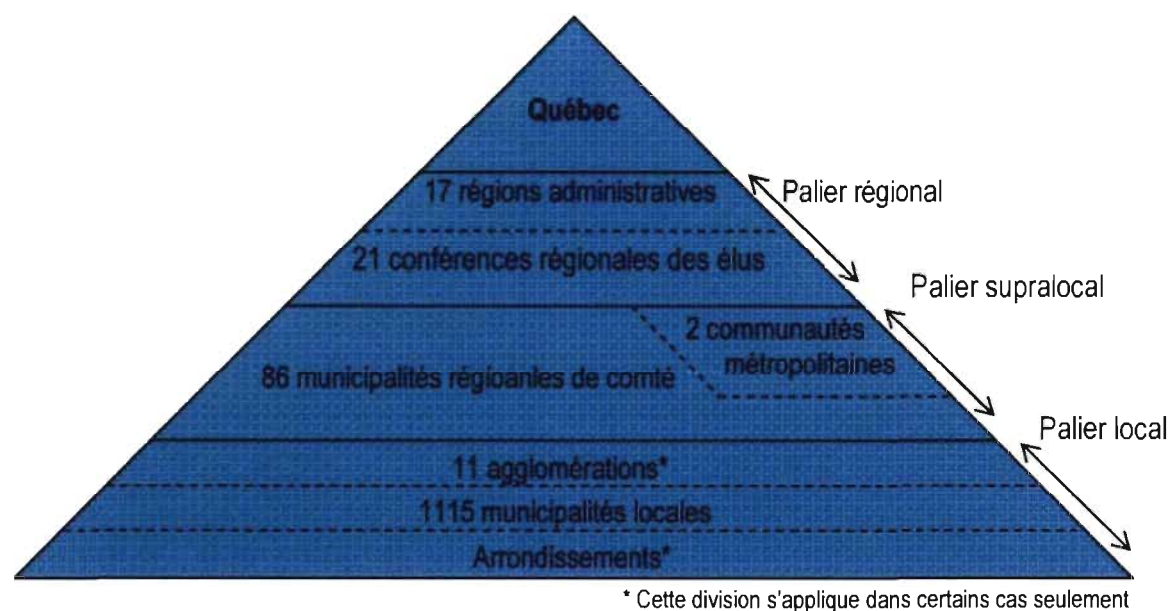 Québec
17 régions administratives
Palier régional
21 conférences régionales des élus
Palier supralocal
2 communautés
métropolitaines
86 municipalités régioanles de comté
Palier local
11 agglomérations*
1115 municipalités locales
Arrondissements*
* Cette division s'applique dans certains cas seulement